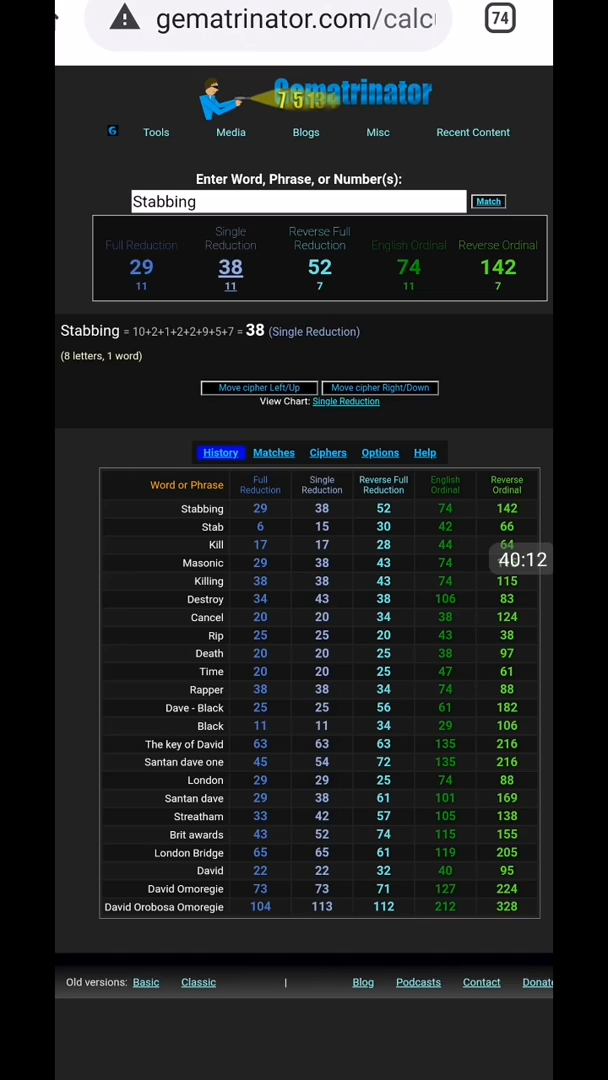 gematrinator.com/calcu
74
Gematrinator
7 5 13
G Tools Media Blogs Misc Recent Content
Enter Word, Phrase, or Number(s):
Stabbing Match
Full Reduction Single Reduction Reverse Full Reduction English Ordinal Reverse Ordinal
29 38 52 74 142
11 11 7 11 7
Stabbing = 10+2+1+2+2+9+5+7 = 38 (Single Reduction)
(8 letters, 1 word)
Move cipher Left/Up Move cipher Right/Down
View Chart: Single Reduction
History Matches Ciphers Options Help
Word or Phrase Full Reduction Single Reduction Reverse Full Reduction English Ordinal Reverse Ordinal
Stabbing 29 38 52 74 142
Stab 6 15 30 42 66
Kill 17 17 28 44 64
Masonic 29 38 43 74
40:12
Killing 38 38 43 74 115
Destroy 34 43 38 106 83
Cancel 20 20 34 38 124
Rip 25 25 20 43 38
Death 20 20 25 38 97
Time 20 20 25 47 61
Rapper 38 38 34 74 88
Dave - Black 25 25 56 61 182
Black 11 11 34 29 106
The key of David 63 63 63 135 216
Santan dave one 45 54 72 135 216
London 29 29 25 74 88
Santan dave 29 38 61 101 169
Streatham 33 42 57 105 138
Brit awards 43 52 74 115 155
London Bridge 65 65 61 119 205
David 22 22 32 40 95
David Omoregie 73 73 71 127 224
David Orobosa Omoregie 104 113 112 212 328
Old versions: Basic Classic | Blog Podcasts Contact Donate